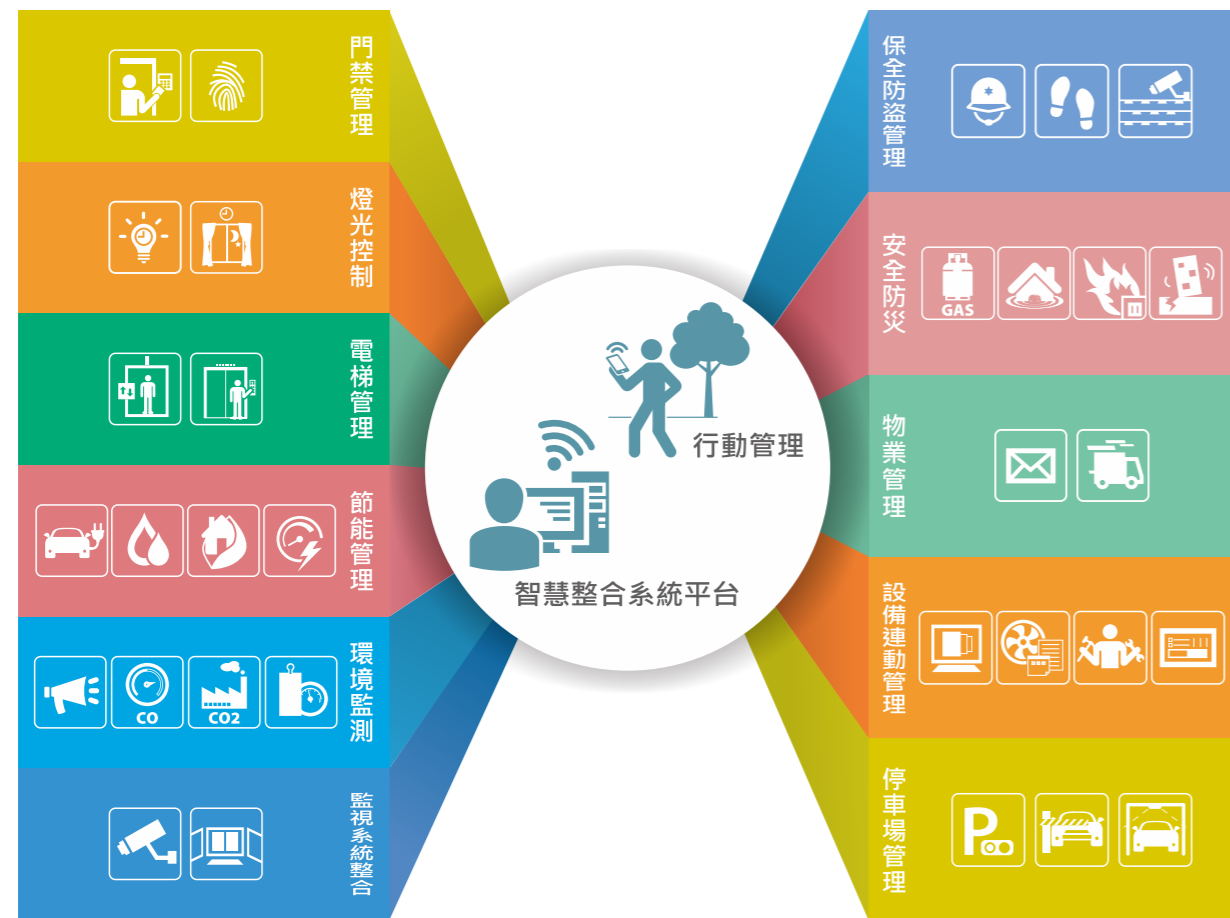 門禁管理
燈光控制
電梯管理
節能管理
環境監測
CO
CO2
監視系統整合
行動管理
智慧整合系統平台
保全防盜管理
安全防災
GAS
物業管理
設備連動管理
停車場管理
P